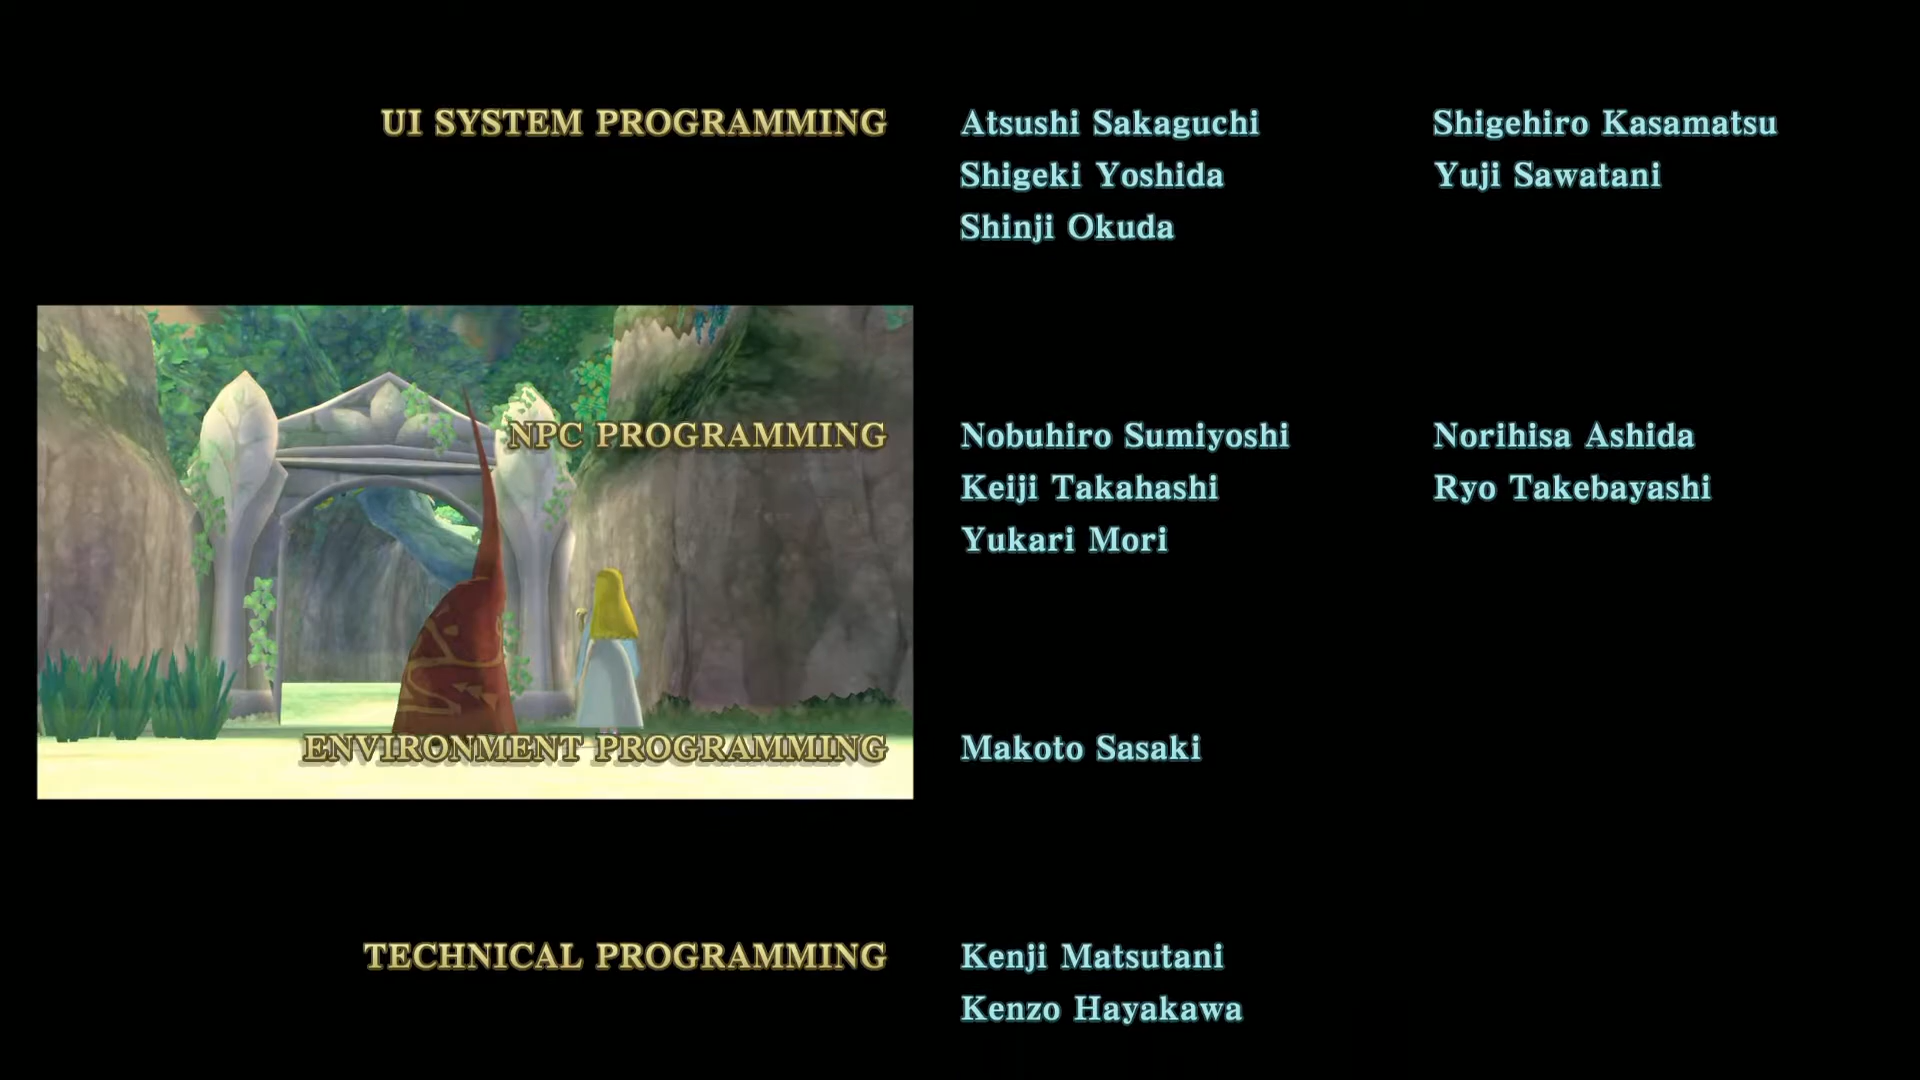 UI SYSTEM PROGRAMMING Atsushi Sakaguchi Shigehiro Kasamatsu
Shigeki Yoshida Yuji Sawatani
Shinji Okuda
NPC PROGRAMMING Nobuhiro Sumiyoshi Norihisa Ashida
Keiji Takahashi Ryo Takebayashi
Yukari Mori
ENVIRONMENT PROGRAMMING Makoto Sasaki
TECHNICAL PROGRAMMING Kenji Matsutani
Kenzo Hayakawa